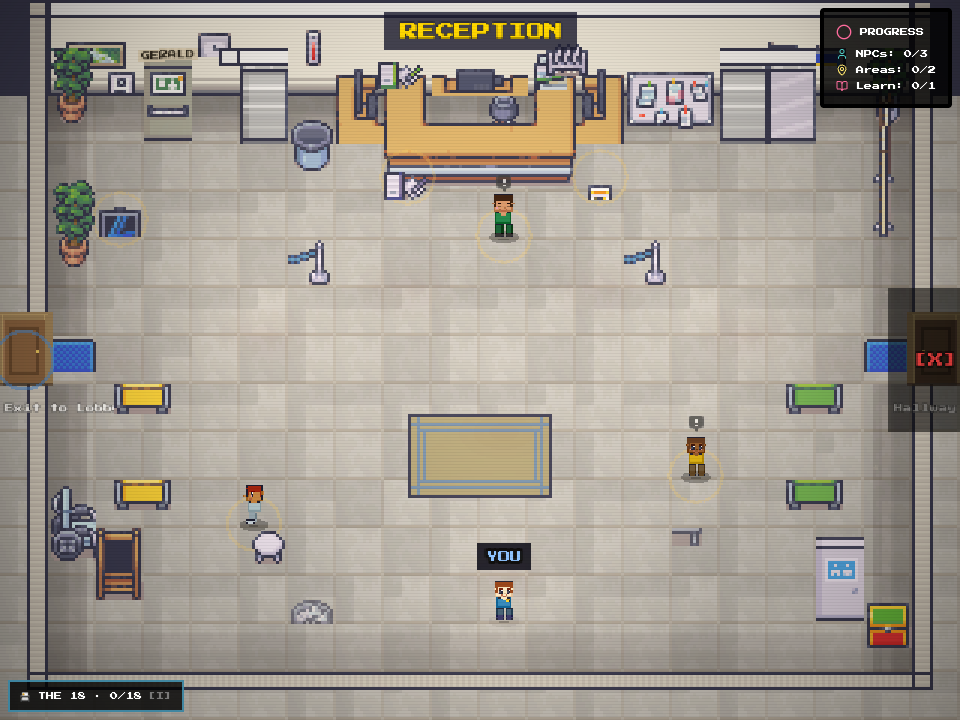 RECEPTION
PROGRESS
NPCs: 0/3
Areas: 0/2
Learn: 0/1
GERALD
[X]
Exit to Lobb
Hallway
YOU
THE 18 · 0/18 [I]